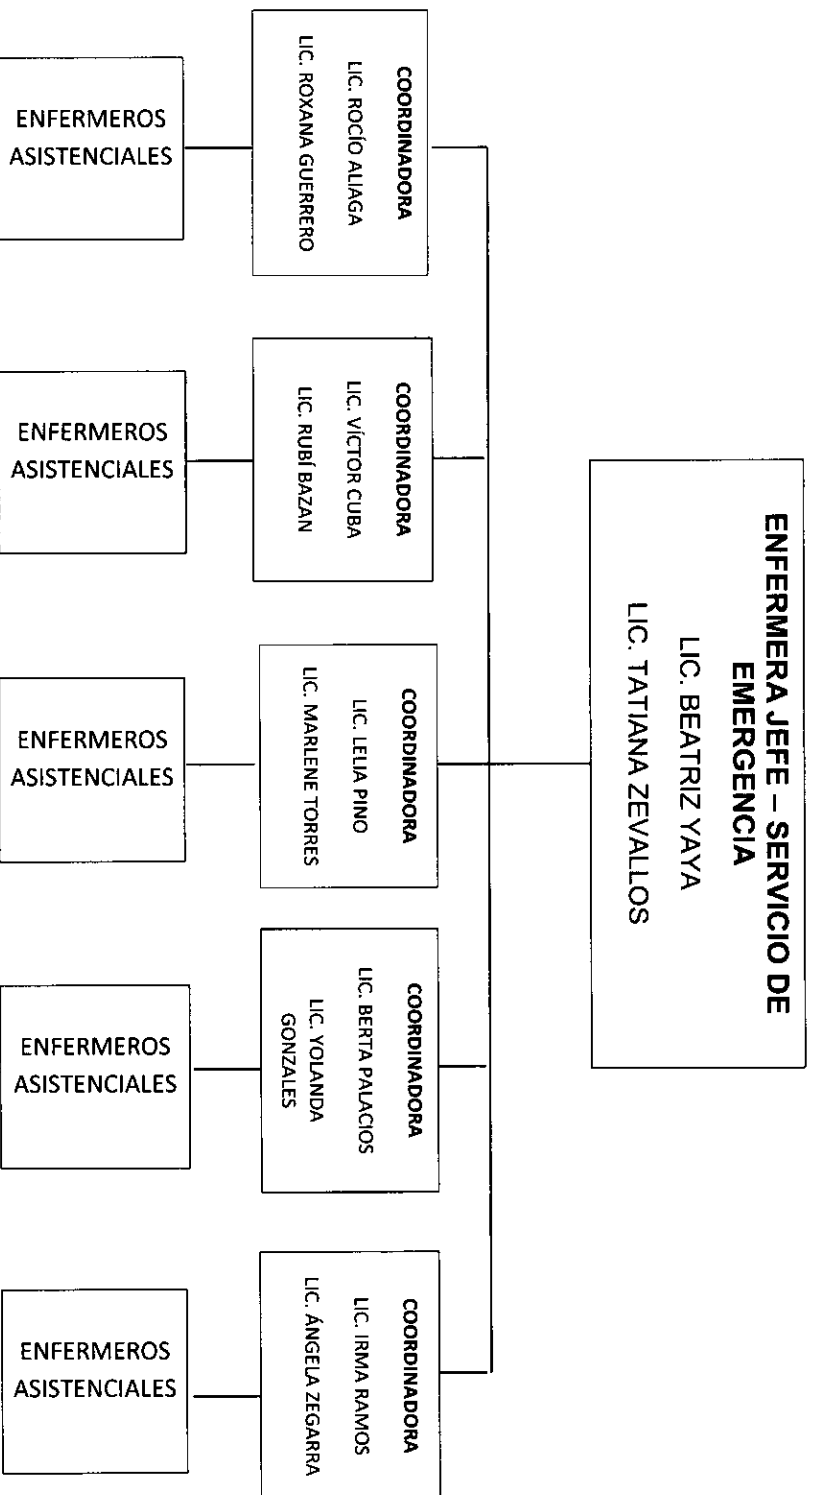 ENFERMERA JEFE – SERVICIO DE
EMERGENCIA
LIC. BEATRIZ YAYA
LIC. TATIANA ZEVALLOS
COORDINADORA
LIC. ROCÍO ALIAGA
LIC. ROXANA GUERRERO
COORDINADORA
LIC. VÍCTOR CUBA
LIC. RUBÍ BAZAN
COORDINADORA
LIC. LELIA PINO
LIC. MARLENE TORRES
COORDINADORA
LIC. BERTA PALACIOS
LIC. YOLANDA
GONZALES
COORDINADORA
LIC. IRMA RAMOS
LIC. ÁNGELA ZEGARRA
ENFERMEROS
ASISTENCIALES
ENFERMEROS
ASISTENCIALES
ENFERMEROS
ASISTENCIALES
ENFERMEROS
ASISTENCIALES
ENFERMEROS
ASISTENCIALES